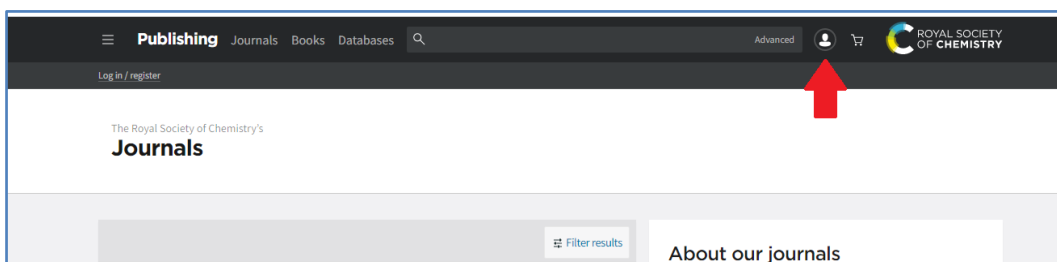 Publishing Journals Books Databases Advanced ROYAL SOCIETY
OF CHEMISTRY
Log in / register
The Royal Society of Chemistry's
Journals
Filter results
About our journals